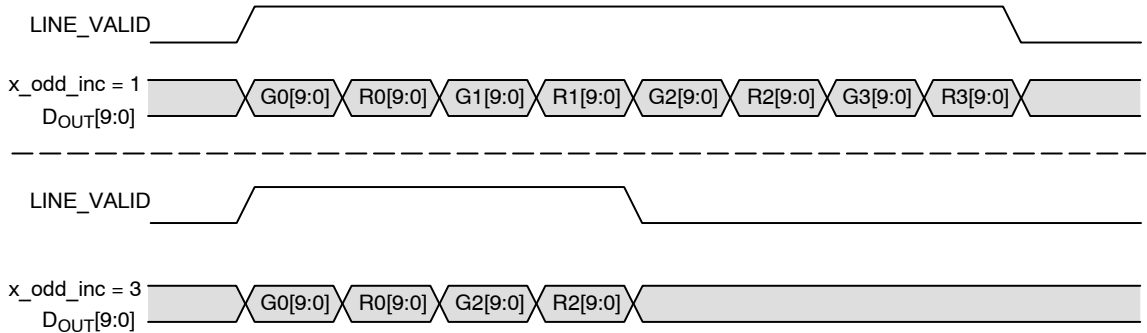 LINE_VALID
x_odd_inc = 1
DOUT[9:0]
G0[9:0] R0[9:0] G1[9:0] R1[9:0] G2[9:0] R2[9:0] G3[9:0] R3[9:0]
LINE_VALID
x_odd_inc = 3
DOUT[9:0]
G0[9:0] R0[9:0] G2[9:0] R2[9:0]